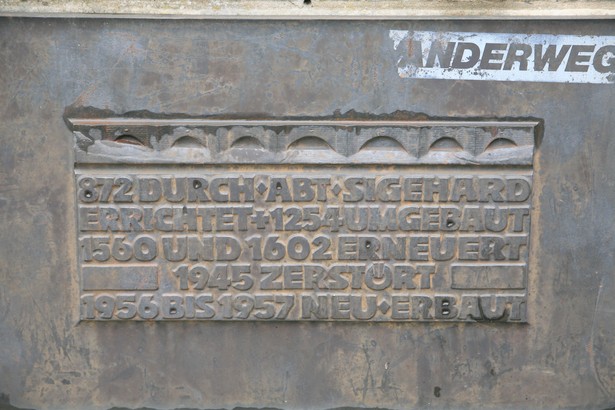 ANDERWEG
872 DURCH·ABT·SIGEHARD
ERRICHTET+1254 UMGEBAUT
1560 UND 1602 ERNEUERT
1945 ZERSTÖRT
1956 BIS 1957 NEU·ERBAUT